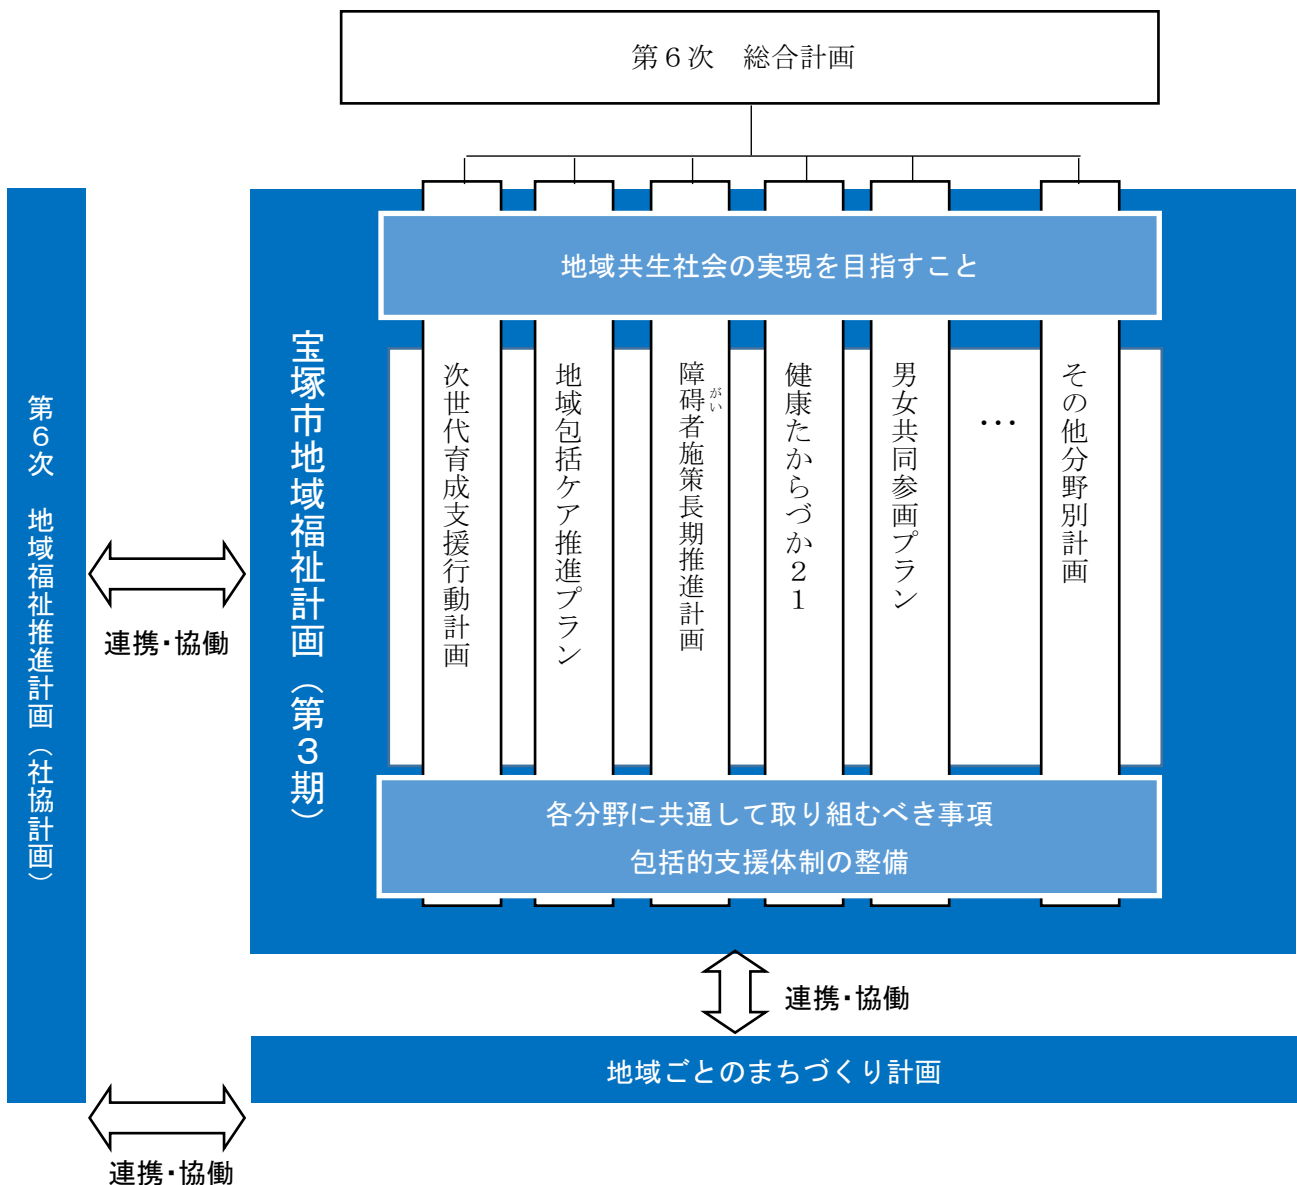 第６次　総合計画
地域共生社会の実現を目指すこと
第６次　地域福祉推進計画（社協計画）
連携・協働
宝塚市地域福祉計画（第３期）
次世代育成支援行動計画
地域包括ケア推進プラン
障碍者施策長期推進計画
がい
健康たからづか２１
男女共同参画プラン
…
その他分野別計画
各分野に共通して取り組むべき事項
包括的支援体制の整備
連携・協働
地域ごとのまちづくり計画
連携・協働